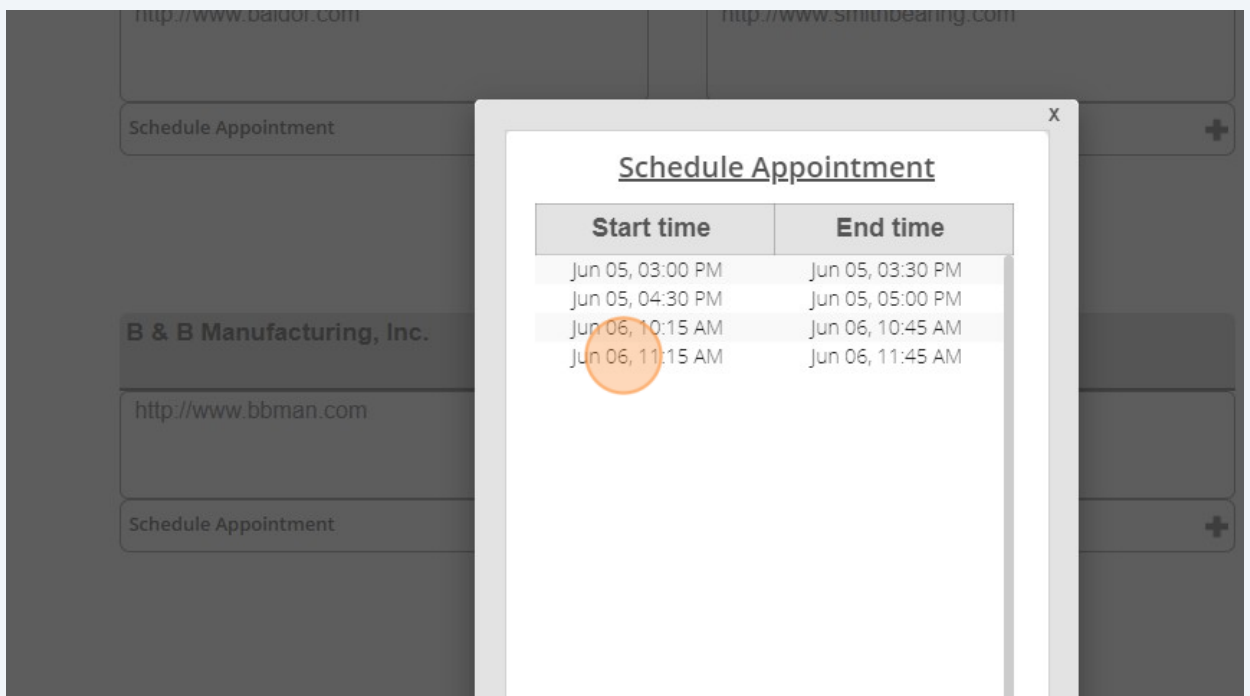 http://www.baldor.com
http://www.smithbearing.com
Schedule Appointment
X
Schedule Appointment
Start time End time
Jun 05, 03:00 PM Jun 05, 03:30 PM
Jun 05, 04:30 PM Jun 05, 05:00 PM
Jun 06, 10:15 AM Jun 06, 10:45 AM
Jun 06, 11:15 AM Jun 06, 11:45 AM
B & B Manufacturing, Inc.
http://www.bbman.com
Schedule Appointment